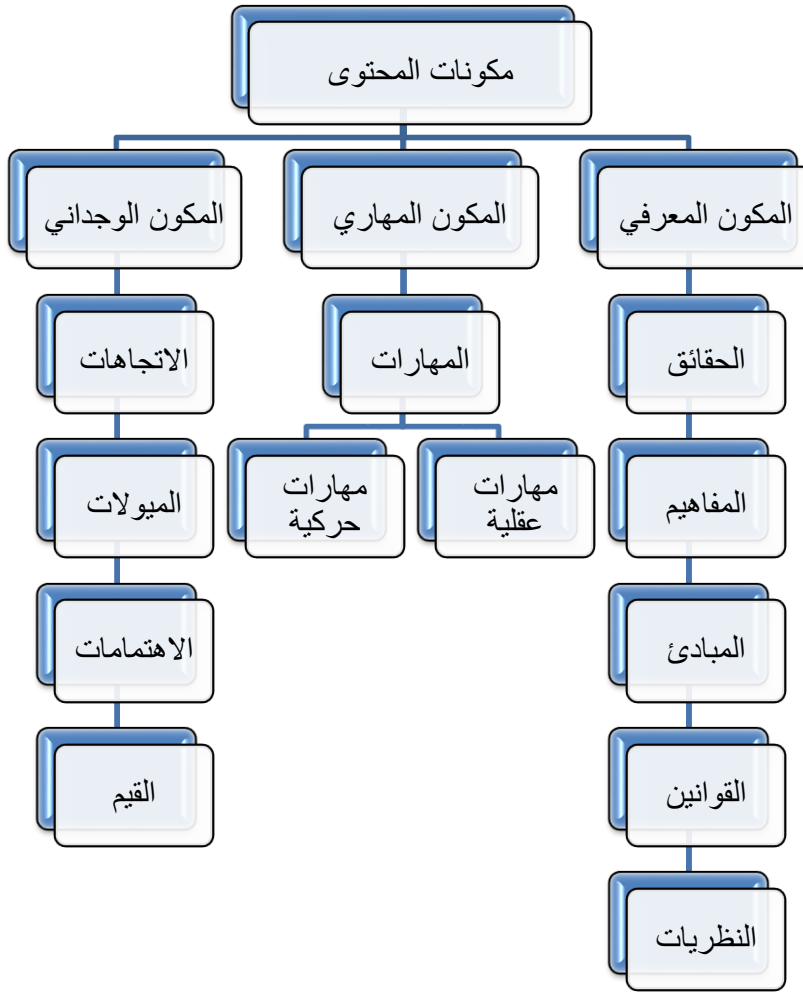 مكونات المحتوى
المكون المعرفي
المكون المهاري
المكون الوجداني
الحقائق
المهارات
الاتجاهات
المفاهيم
مهارات
عقلية
مهارات
حركية
الميولات
المبادئ
الاهتمامات
القوانين
القيم
النظريات